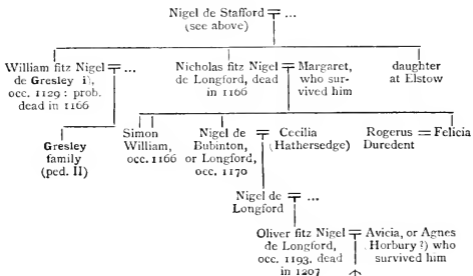 Nigel de Stafford = ...
(see above)
William fitz Nigel = ...
de Gresley i),
occ. 1129 : prob.
dead in 1166
Nicholas fitz Nigel = Margaret,
de Longford, dead who sur-
in 1166 vived him
daughter
at Elstow
Gresley
family
(ped. II)
Simon
William,
occ. 1166
Nigel de = Cecilia
Bubinton, (Hathersedge)
or Longford,
occ. 1170
Rogerus = Felicia
Duredent
Nigel de = ...
Longford
Oliver fitz Nigel = Avicia, or Agnes
de Longford, Horbury ?) who
occ. 1193, dead survived him
in 1207